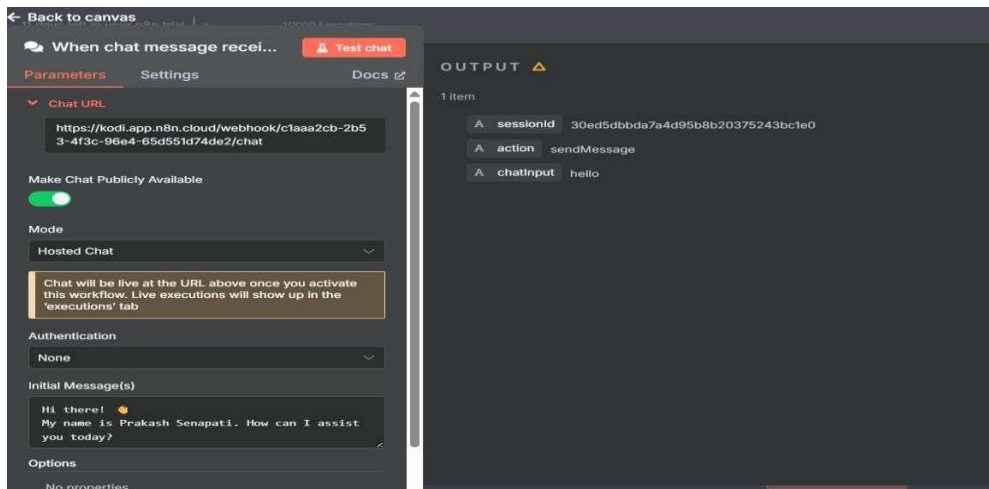 ← Back to canvas
When chat message recei...
Test chat
Parameters
Settings
Docs
Chat URL
https://kodi.app.n8n.cloud/webhook/c1aaa2cb-2b5
3-4f3c-96e4-65d551d74de2/chat
Make Chat Publicly Available
Mode
Hosted Chat
Chat will be live at the URL above once you activate
this workflow. Live executions will show up in the
'executions' tab
Authentication
None
Initial Message(s)
Hi there! 👋
My name is Prakash Senapati. How can I assist
you today?
Options
No properties
OUTPUT
1 item
A sessionId 30ed5dbbda7a4d95b8b20375243bc1e0
A action sendMessage
A chatInput hello